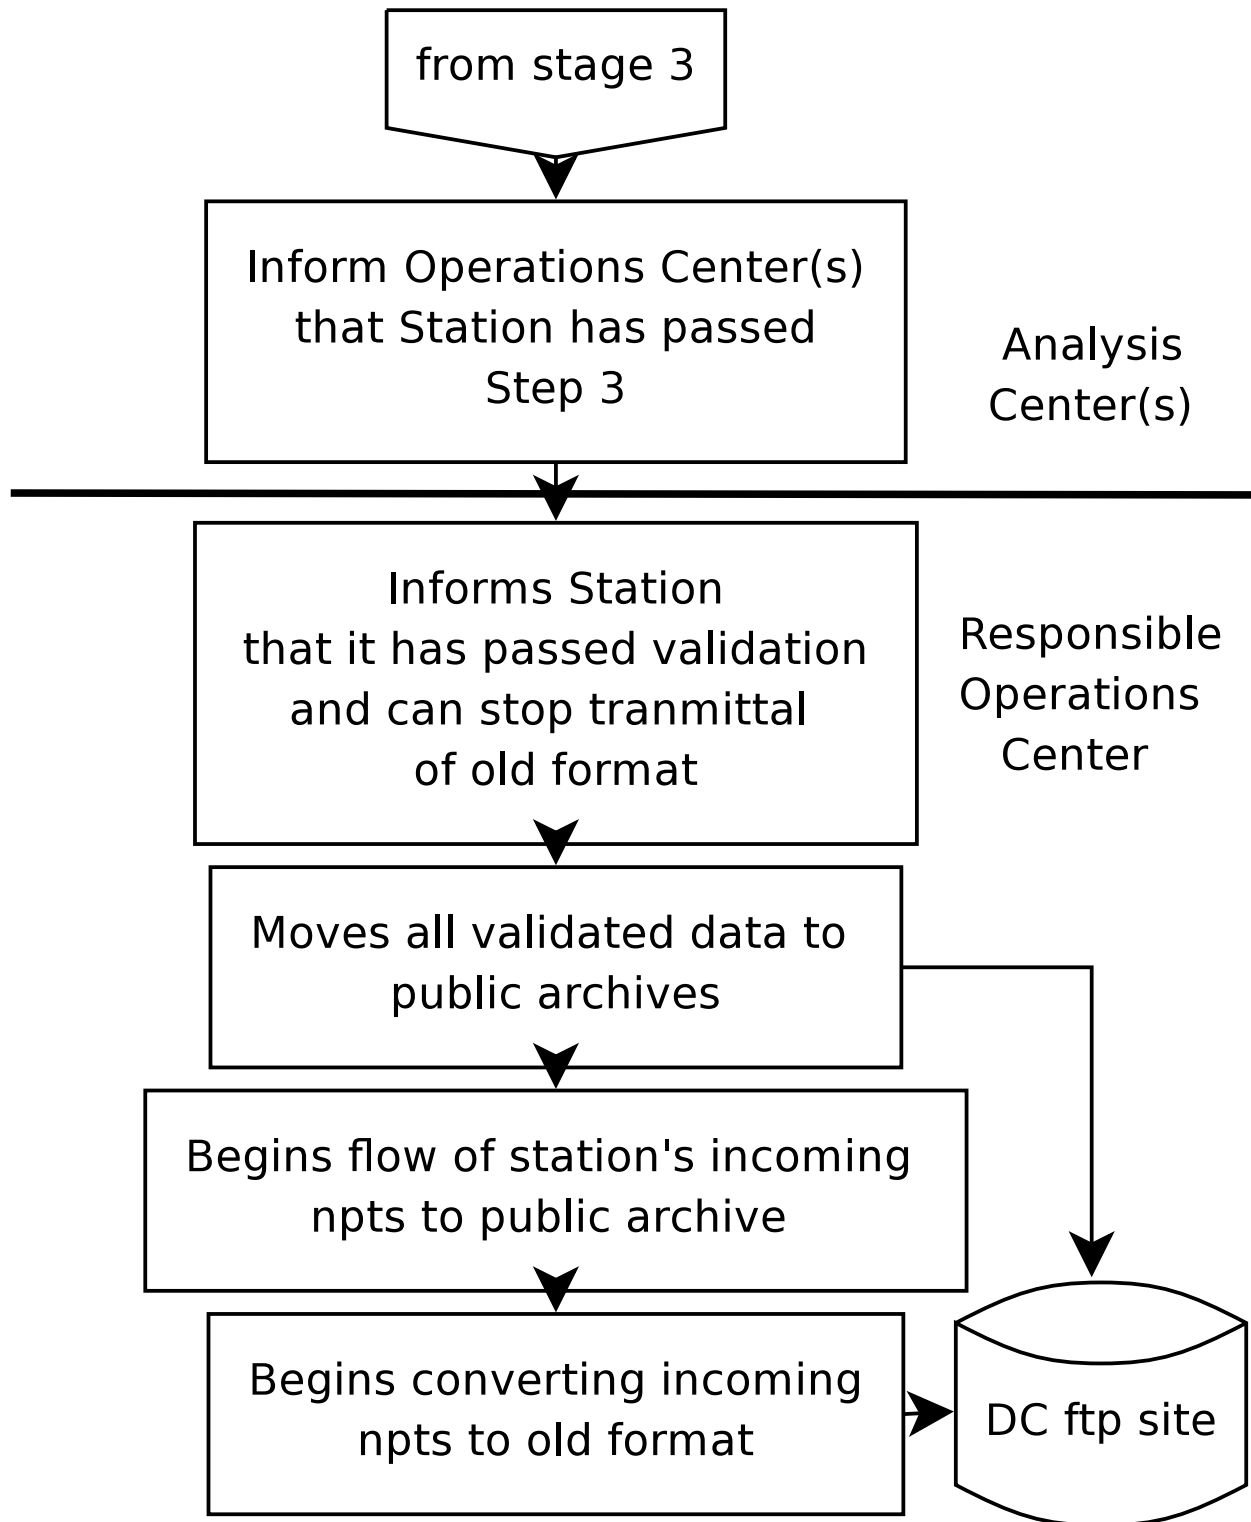 from stage 3
Inform Operations Center(s)
that Station has passed
Step 3
Analysis
Center(s)
Informs Station
that it has passed validation
and can stop tranmittal
of old format
Responsible
Operations
Center
Moves all validated data to
public archives
Begins flow of station's incoming
npts to public archive
Begins converting incoming
npts to old format
DC ftp site